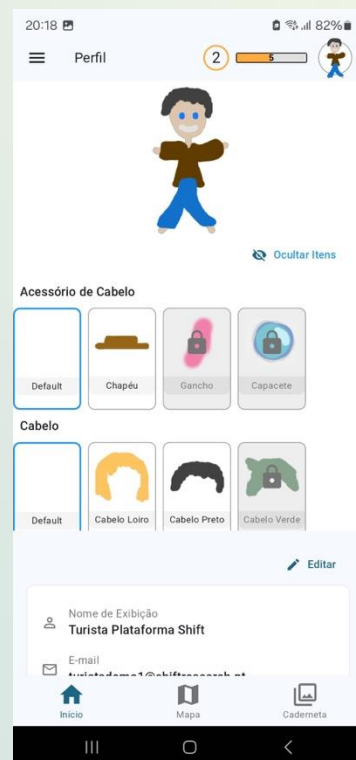 20:18 82%
Perfil 2 5
Ocultar Itens
Acessório de Cabelo
Default Chapéu Gancho Capacete
Cabelo
Default Cabelo Loiro Cabelo Preto Cabelo Verde
Editar
Nome de Exibição
Turista Plataforma Shift
E-mail
Início Mapa Caderneta